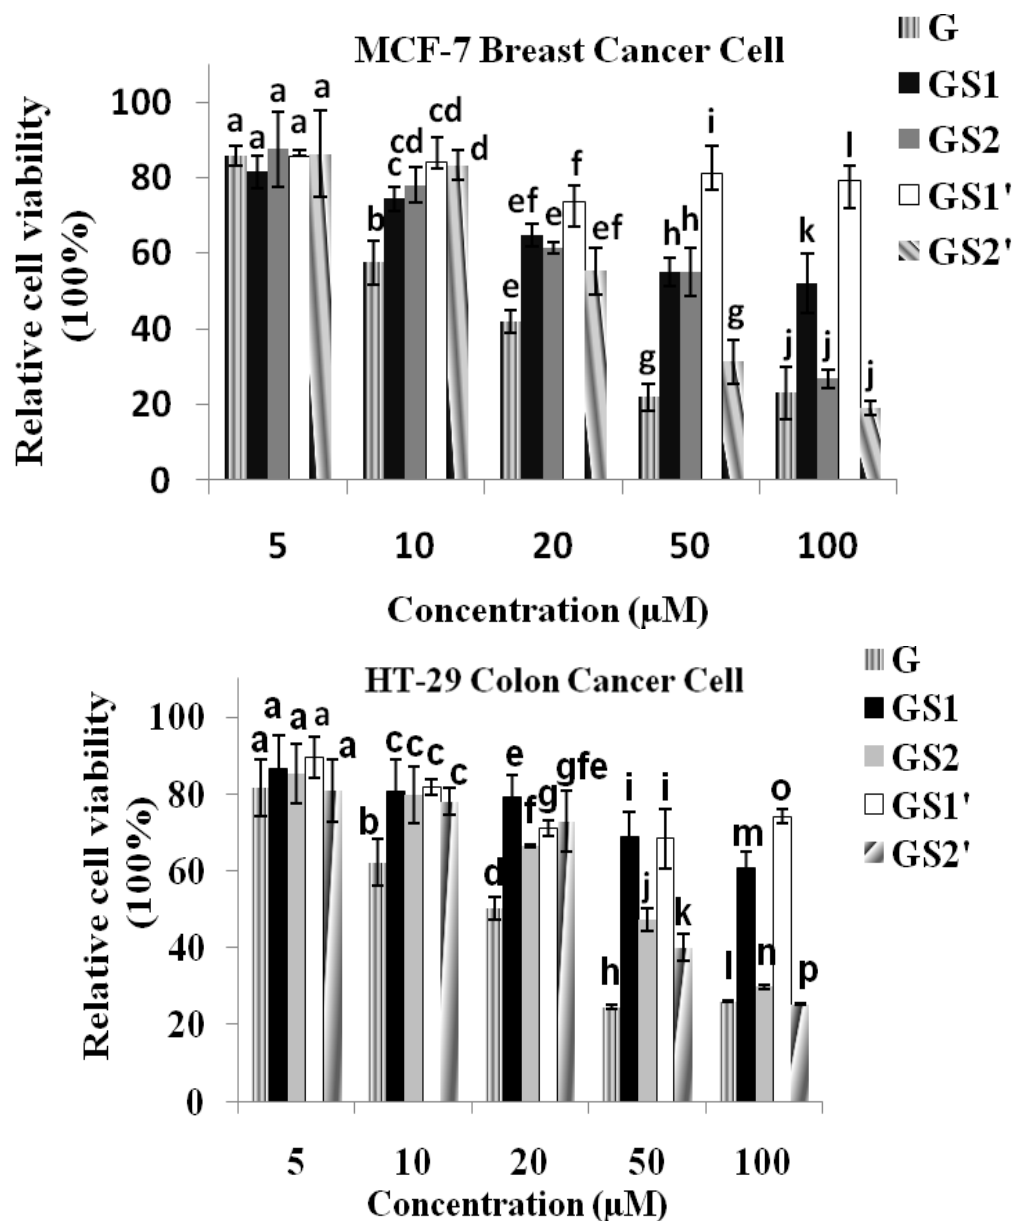 MCF-7 Breast Cancer Cell
G
GS1
GS2
GS1'
GS2'
Relative cell viability
(100%)
100
80
60
40
20
0
a a a a a
b c cd cd d
e ef e f ef
g h h i g
j k j l j
5 10 20 50 100
Concentration (µM)
HT-29 Colon Cancer Cell
G
GS1
GS2
GS1'
GS2'
Relative cell viability
(100%)
100
80
60
40
20
0
a a a a a
b c c c c
d e f g gfe
h i j i k
l m n o p
5 10 20 50 100
Concentration (µM)